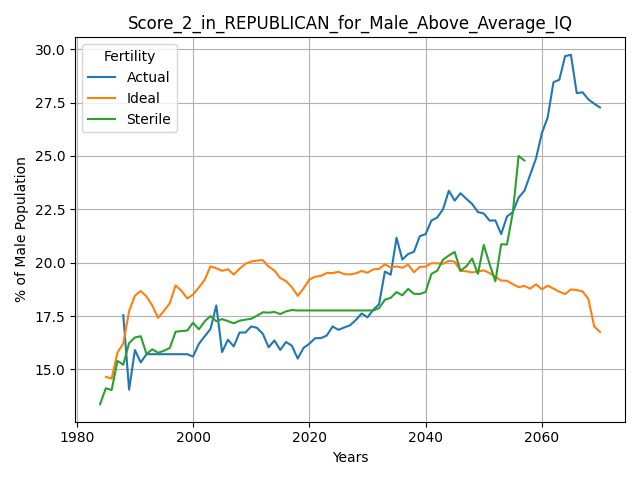 Score_2_in_REPUBLICAN_for_Male_Above_Average_IQ
Fertility
Actual
Ideal
Sterile
% of Male Population
30.0
27.5
25.0
22.5
20.0
17.5
15.0
1980
2000
2020
2040
2060
Years